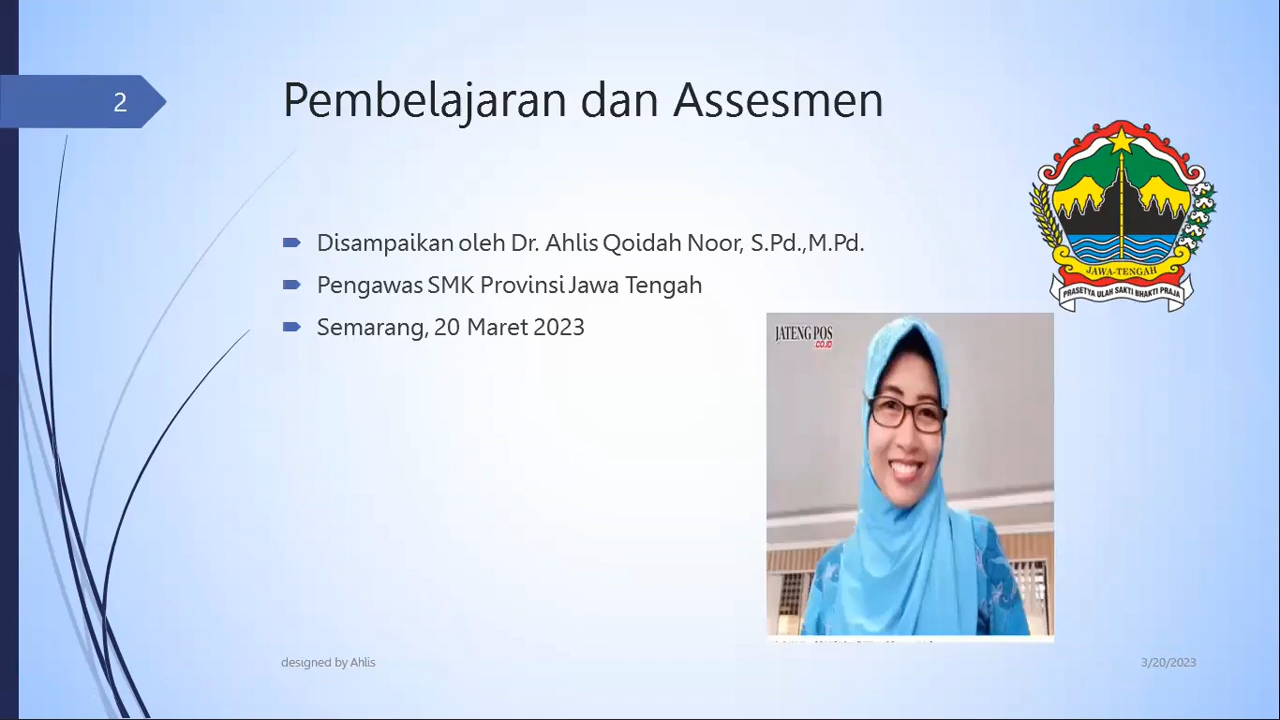 2
Pembelajaran dan Assesmen
Disampaikan oleh Dr. Ahlis Qoidah Noor, S.Pd.,M.Pd.
Pengawas SMK Provinsi Jawa Tengah
Semarang, 20 Maret 2023
JAWA-TENGAH
PRASETYA ULAH SAKTI BHAKTI PRAJA
JATENG POS
.CO.ID
designed by Ahlis
3/20/2023